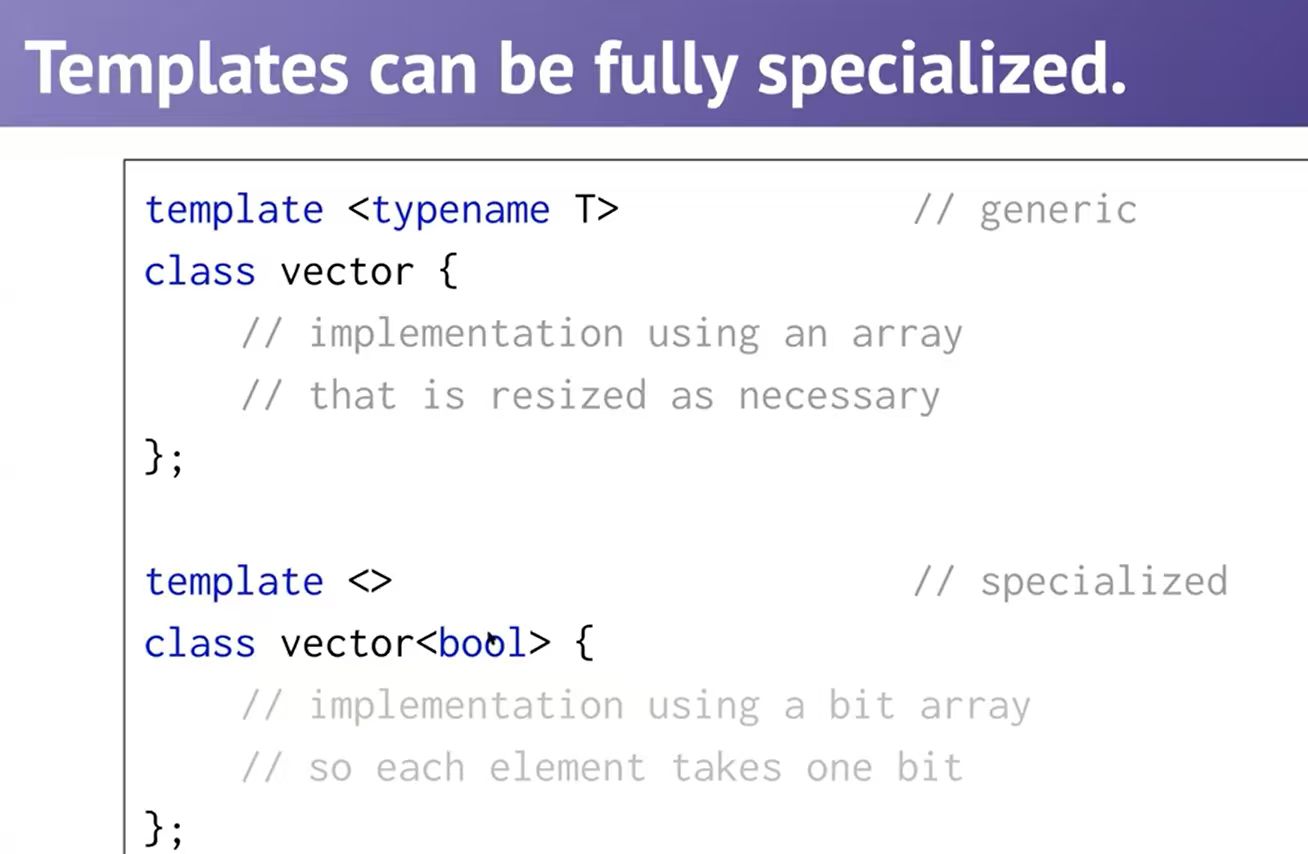 Templates can be fully specialized.
template <typename T> // generic
class vector {
// implementation using an array
// that is resized as necessary
};
template <> // specialized
class vector<bool> {
// implementation using a bit array
// so each element takes one bit
};